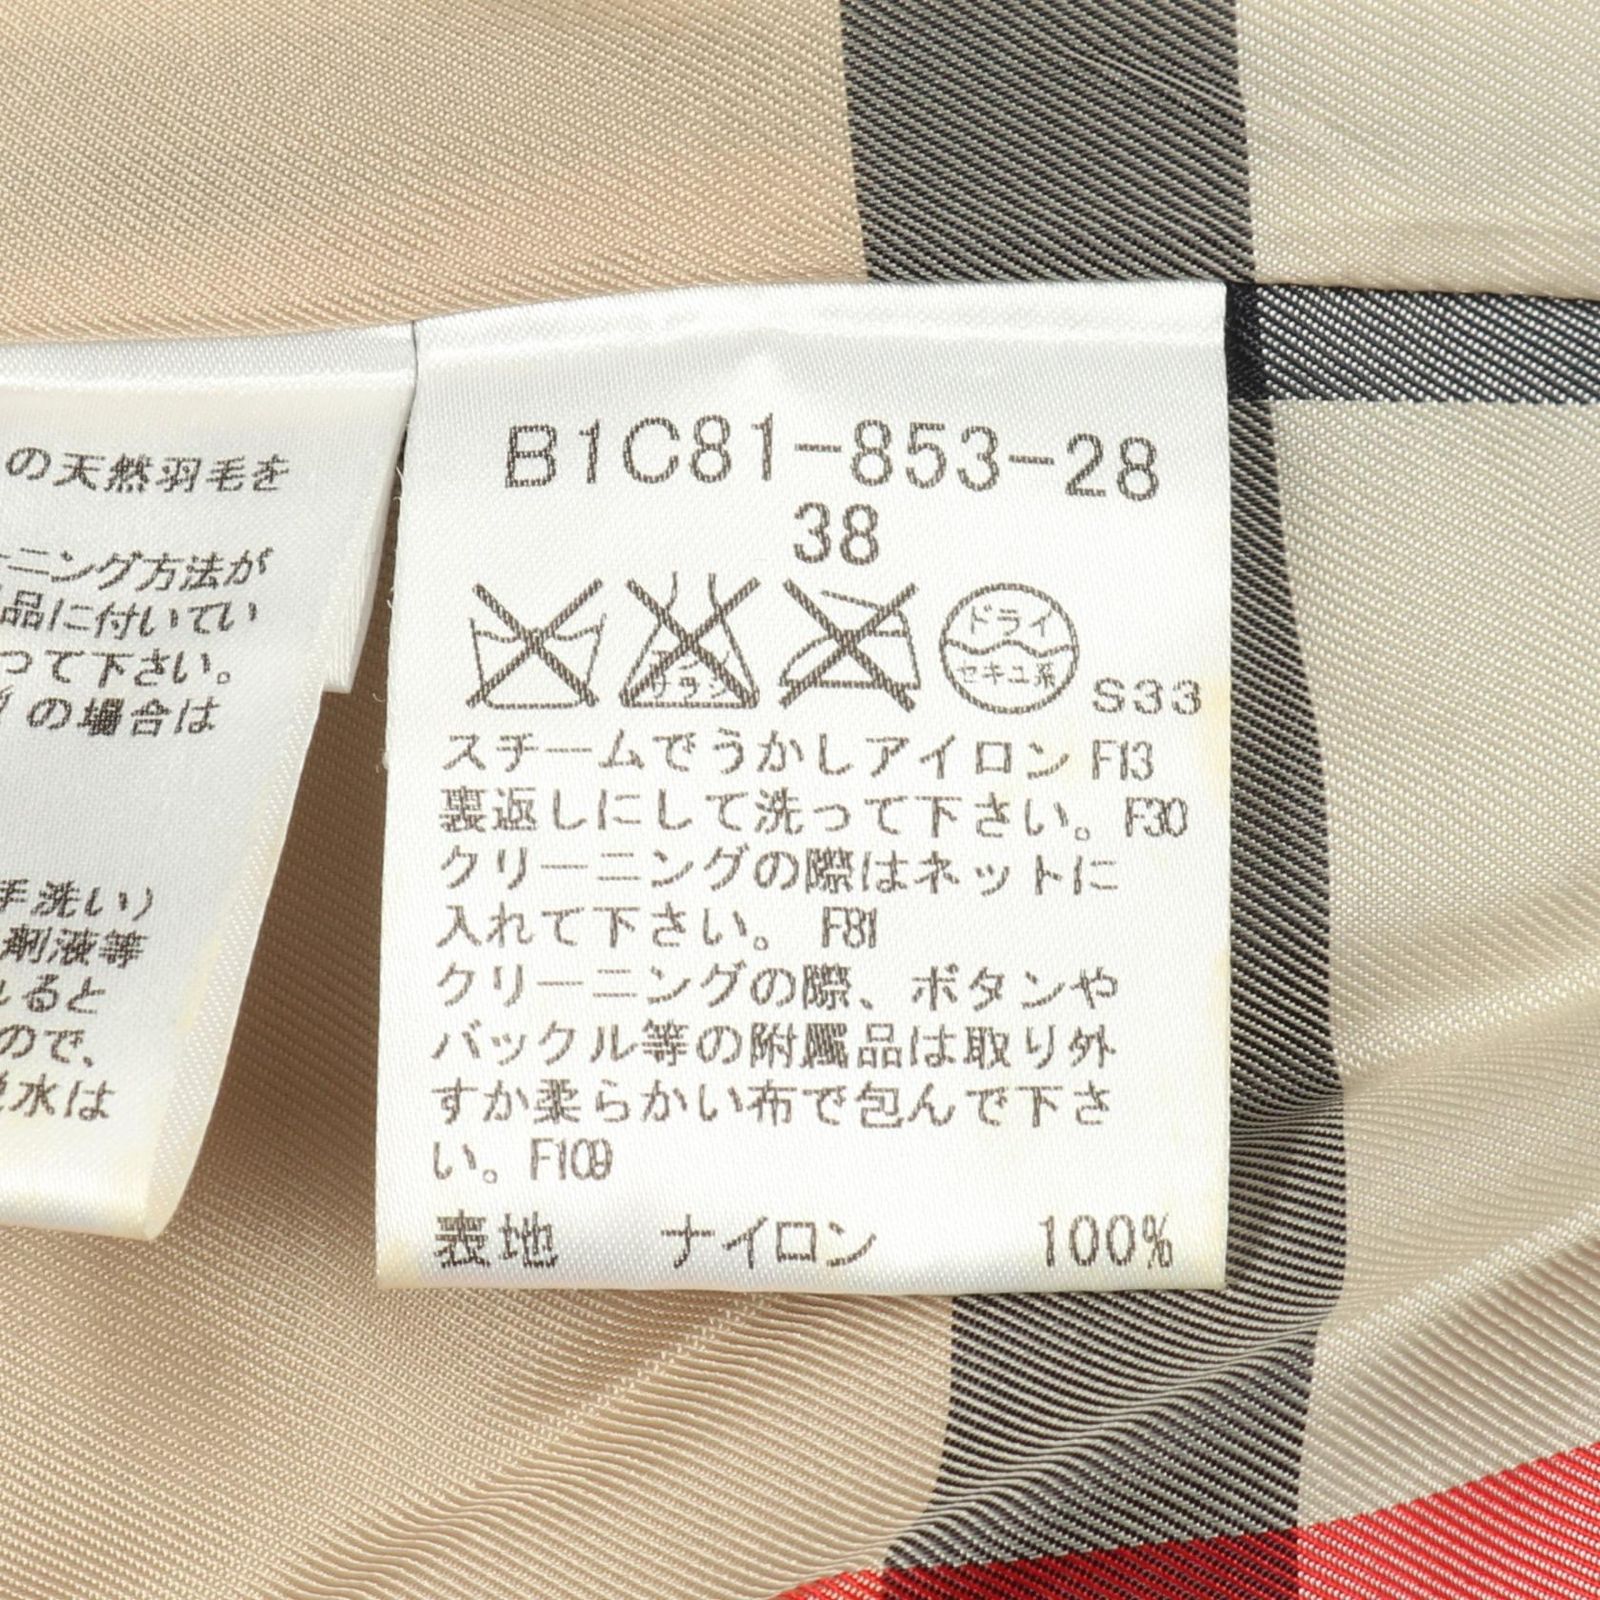 の天然羽毛を
ーニング方法が
品に付いてい
って下さい。
の場合は
手洗い）
剤液等
ると
ので、
水は
B1C81-853-28
38
エンソ
サラシ
ドライ
セキユ系
S33
スチームでうかしアイロン F13
裏返しにして洗って下さい。F30
クリーニングの際はネットに
入れて下さい。 F81
クリーニングの際、ボタンや
バックル等の附属品は取り外
すか柔らかい布で包んで下さ
い。F109
表地 ナイロン 100%